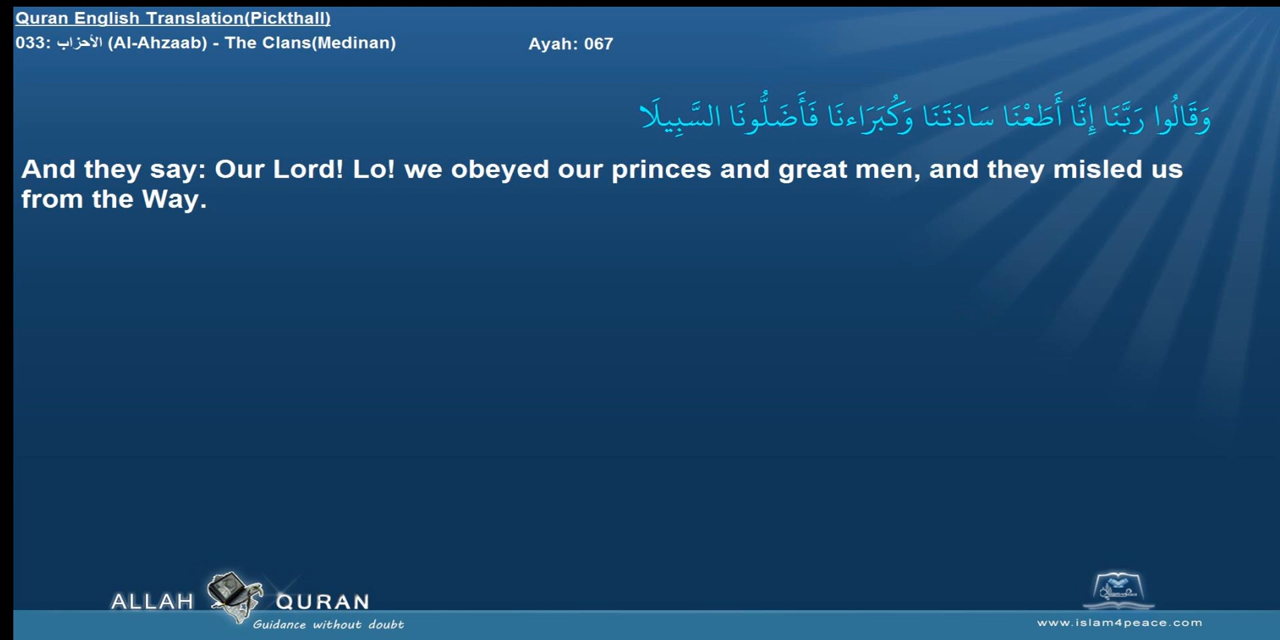 Quran English Translation(Pickthall)
033: الأحزاب (Al-Ahzaab) - The Clans(Medinan) Ayah: 067
وَقَالُوا رَبَّنَا إِنَّا أَطَعْنَا سَادَتَنَا وَكُبَرَاءنَا فَأَضَلُّونَا السَّبِيلَا
And they say: Our Lord! Lo! we obeyed our princes and great men, and they misled us
from the Way.
ALLAH QURAN
Guidance without doubt
www.islam4peace.com